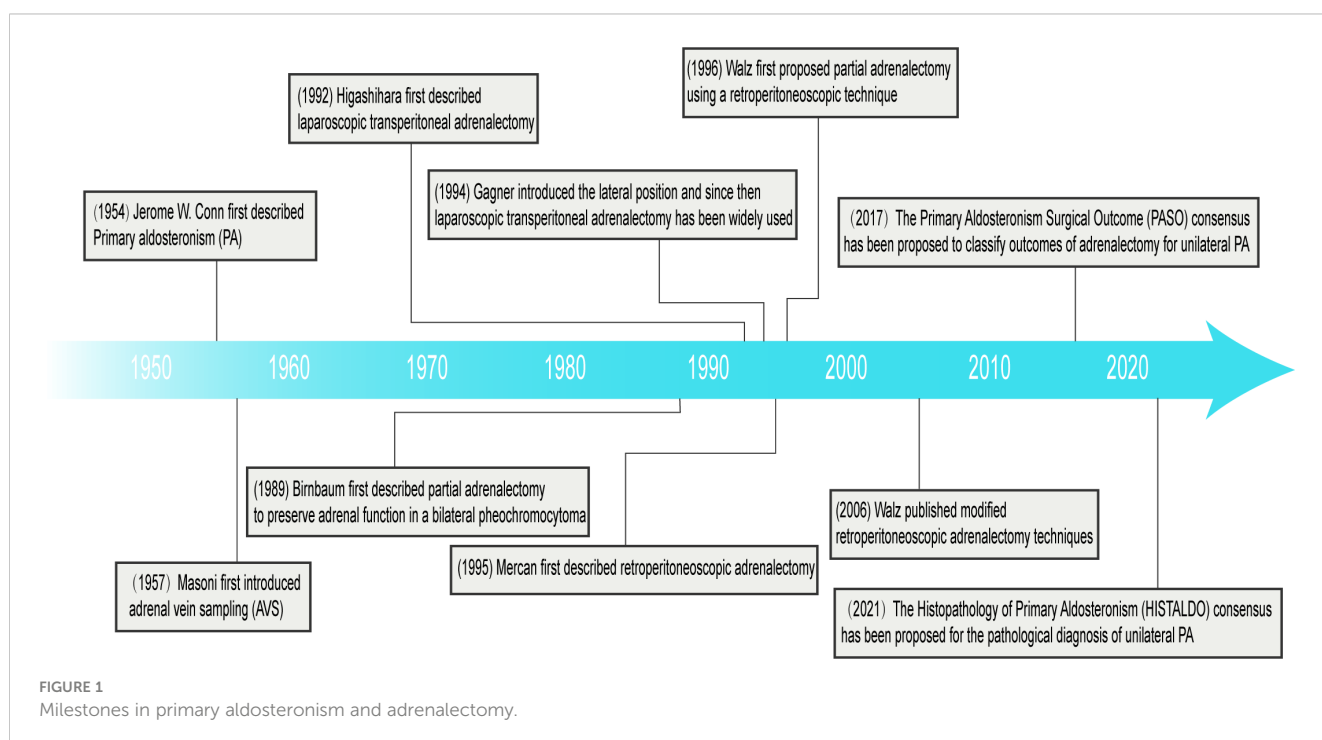 (1996) Walz first proposed partial adrenalectomy
using a retroperitoneoscopic technique
(1992) Higashihara first described
laparoscopic transperitoneal adrenalectomy
(1994) Gagner introduced the lateral position and since then
laparoscopic transperitoneal adrenalectomy has been widely used
(1954) Jerome W. Conn first described
Primary aldosteronism (PA)
(2017) The Primary Aldosteronism Surgical Outcome (PASO) consensus
has been proposed to classify outcomes of adrenalectomy for unilateral PA
1950 1960 1970 1980 1990 2000 2010 2020
(1989) Birnbaum first described partial adrenalectomy
to preserve adrenal function in a bilateral pheochromocytoma
(2006) Walz published modified
retroperitoneoscopic adrenalectomy techniques
(1995) Mercan first described retroperitoneoscopic adrenalectomy
(1957) Masoni first introduced
adrenal vein sampling (AVS)
(2021) The Histopathology of Primary Aldosteronism (HISTALDO) consensus
has been proposed for the pathological diagnosis of unilateral PA
FIGURE 1
Milestones in primary aldosteronism and adrenalectomy.